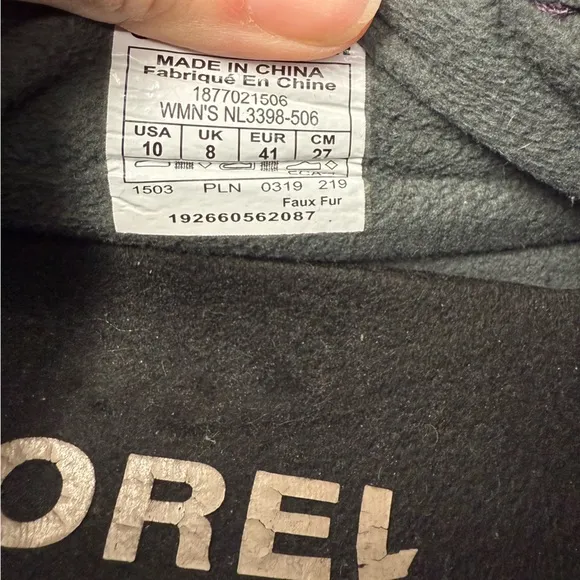 MADE IN CHINA
Fabriqué En Chine
1877021506
WMN'S NL3398-506
USA UK EUR CM
10 8 41 27
1503 PLN 0319 219
Faux Fur
192660562087
OREL